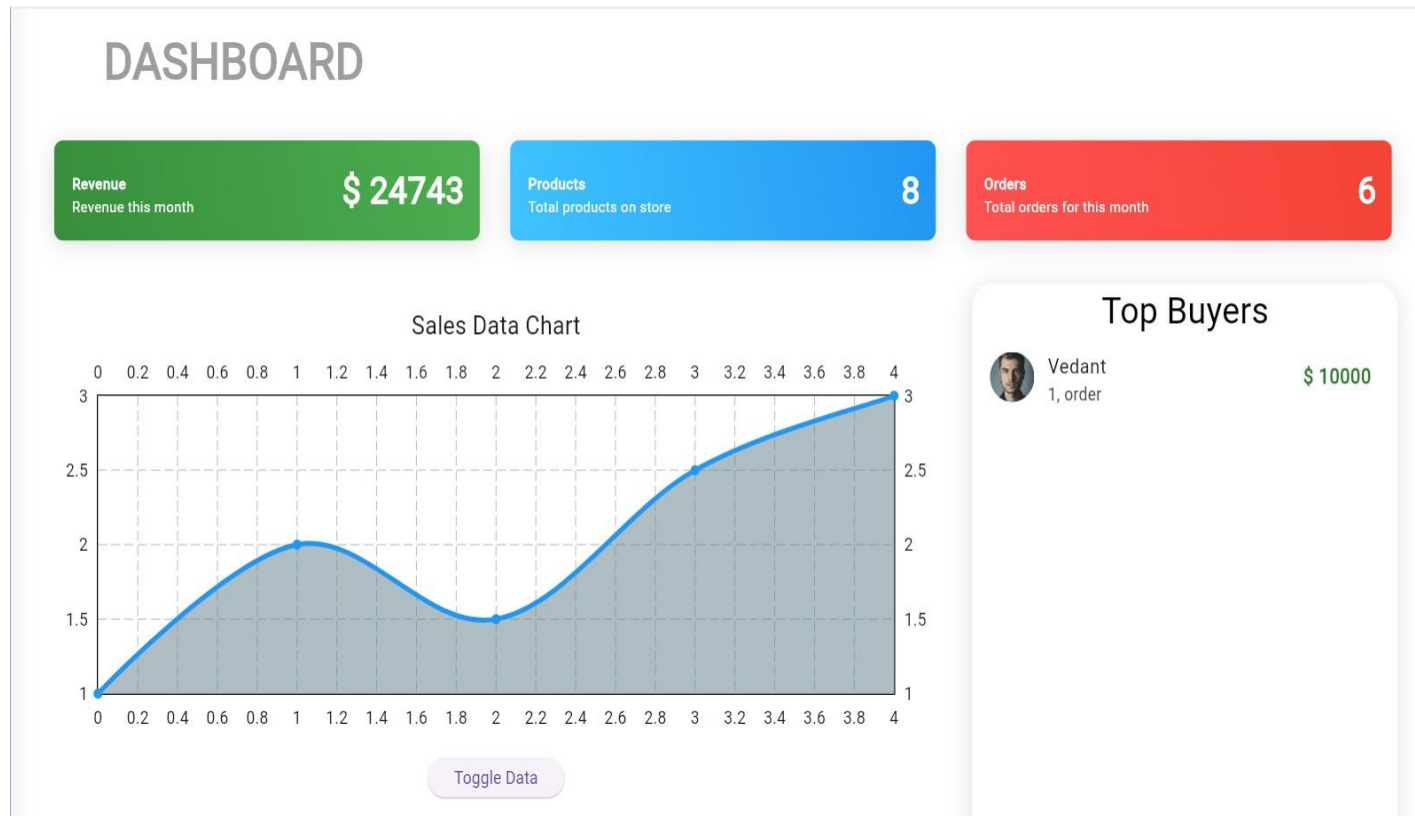 DASHBOARD
Revenue
Revenue this month
$ 24743
Products
Total products on store
8
Orders
Total orders for this month
6
Sales Data Chart
0 0.2 0.4 0.6 0.8 1 1.2 1.4 1.6 1.8 2 2.2 2.4 2.6 2.8 3 3.2 3.4 3.6 3.8 4
3 3
2.5 2.5
2 2
1.5 1.5
1 1
0 0.2 0.4 0.6 0.8 1 1.2 1.4 1.6 1.8 2 2.2 2.4 2.6 2.8 3 3.2 3.4 3.6 3.8 4
Toggle Data
Top Buyers
Vedant
1, order
$ 10000